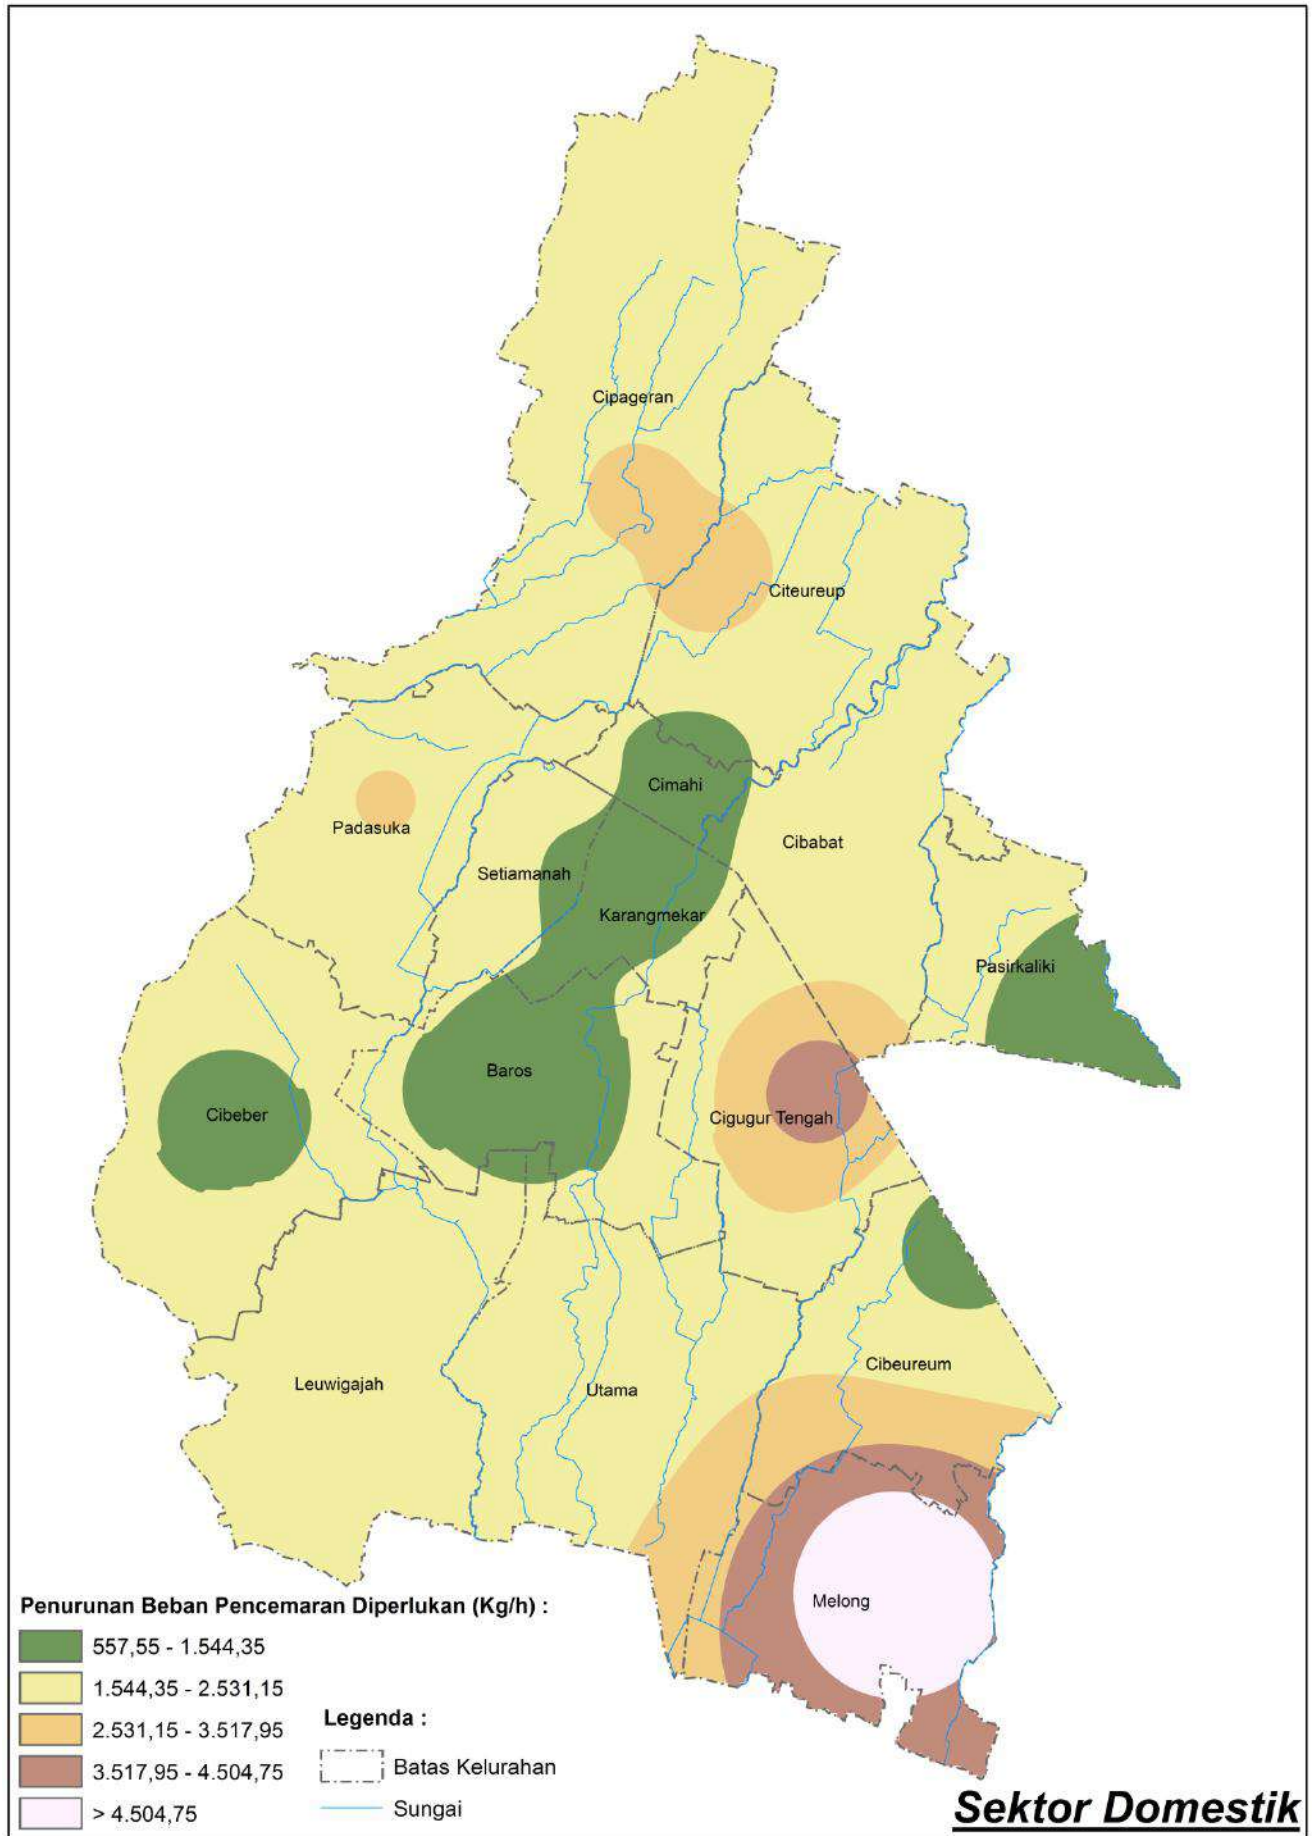 Cipageran
Citeureup
Cimahi
Padasuka
Cibabat
Setiamanah
Karangmekar
Pasirkaliki
Baros
Cibeber
Cigugur Tengah
Cibeureum
Leuwigajah
Utama
Melong
Penurunan Beban Pencemaran Diperlukan (Kg/h) :
557,55 - 1.544,35
1.544,35 - 2.531,15
2.531,15 - 3.517,95
3.517,95 - 4.504,75
> 4.504,75
Legenda :
Batas Kelurahan
Sungai
Sektor Domestik